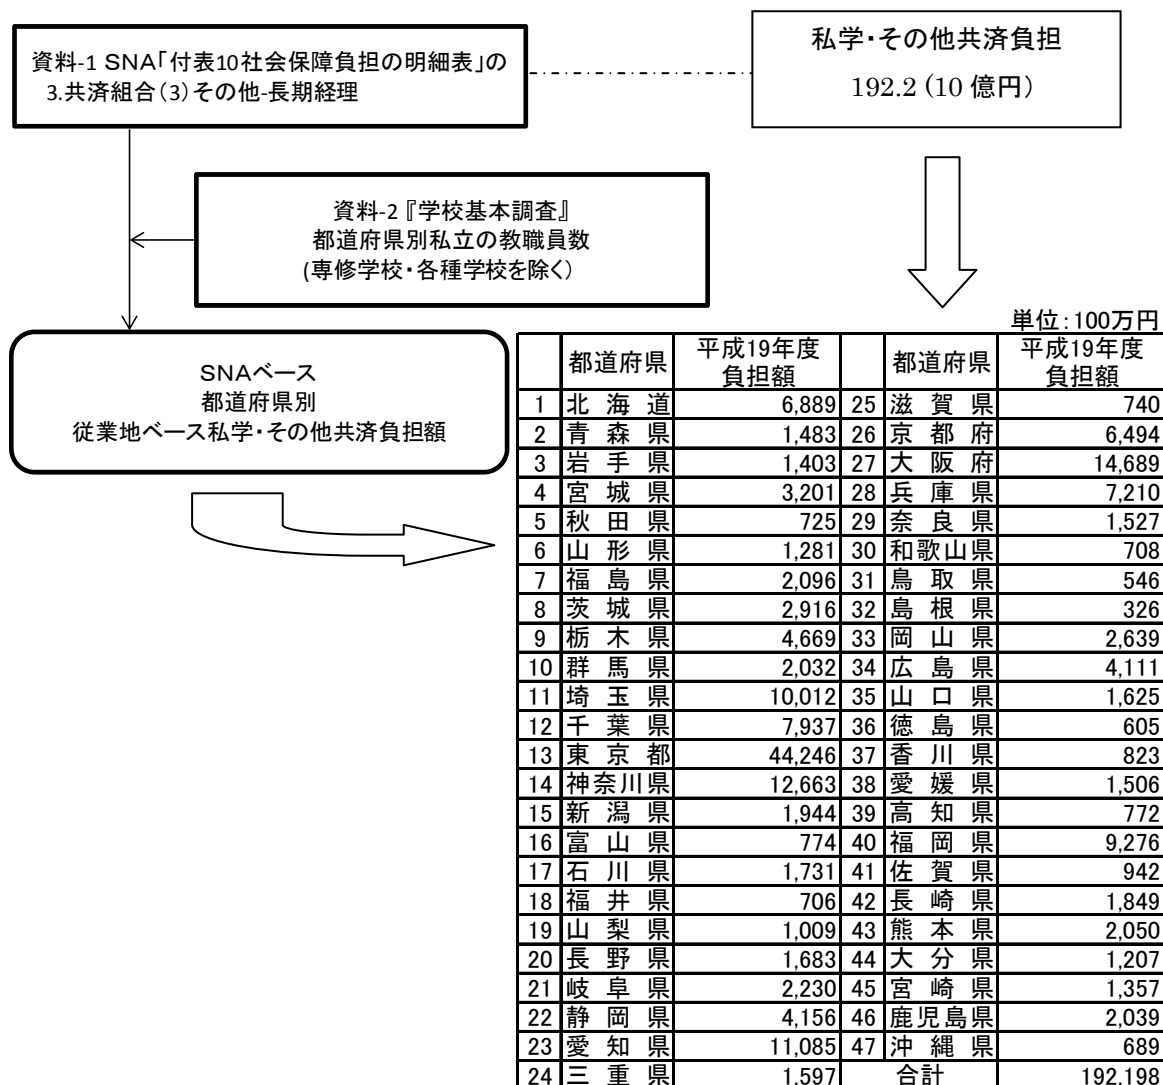 資料-1 SNA「付表10社会保障負担の明細表」の
3.共済組合（3）その他-長期経理
私学・その他共済負担
192.2 (10 億円)
資料-2『学校基本調査』
都道府県別私立の教職員数
(専修学校・各種学校を除く)
SNAベース
都道府県別
従業地ベース私学・その他共済負担額
単位：100万円
都道府県 平成19年度負担額 都道府県 平成19年度負担額
1 北海道 6,889 25 滋賀県 740
2 青森県 1,483 26 京都府 6,494
3 岩手県 1,403 27 大阪府 14,689
4 宮城県 3,201 28 兵庫県 7,210
5 秋田県 725 29 奈良県 1,527
6 山形県 1,281 30 和歌山県 708
7 福島県 2,096 31 鳥取県 546
8 茨城県 2,916 32 島根県 326
9 栃木県 4,669 33 岡山県 2,639
10 群馬県 2,032 34 広島県 4,111
11 埼玉県 10,012 35 山口県 1,625
12 千葉県 7,937 36 徳島県 605
13 東京都 44,246 37 香川県 823
14 神奈川県 12,663 38 愛媛県 1,506
15 新潟県 1,944 39 高知県 772
16 富山県 774 40 福岡県 9,276
17 石川県 1,731 41 佐賀県 942
18 福井県 706 42 長崎県 1,849
19 山梨県 1,009 43 熊本県 2,050
20 長野県 1,683 44 大分県 1,207
21 岐阜県 2,230 45 宮崎県 1,357
22 静岡県 4,156 46 鹿児島県 2,039
23 愛知県 11,085 47 沖縄県 689
24 三重県 1,597 合計 192,198